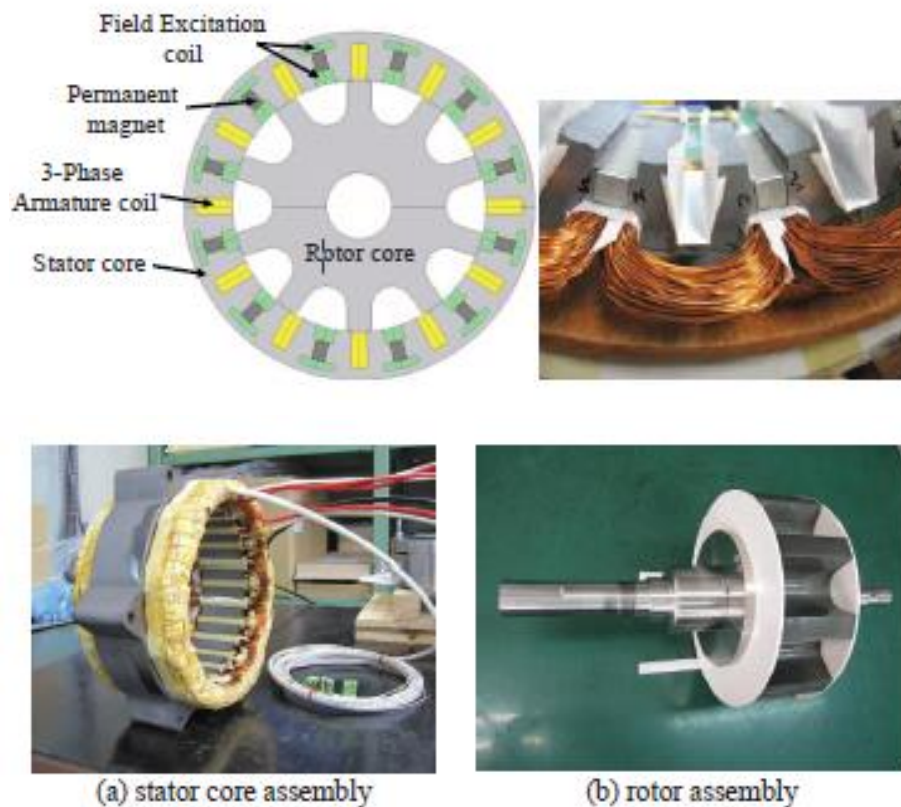 Field Excitation
coil
Permanent
magnet
3-Phase
Armature coil
Stator core
Rotor core
(a) stator core assembly
(b) rotor assembly